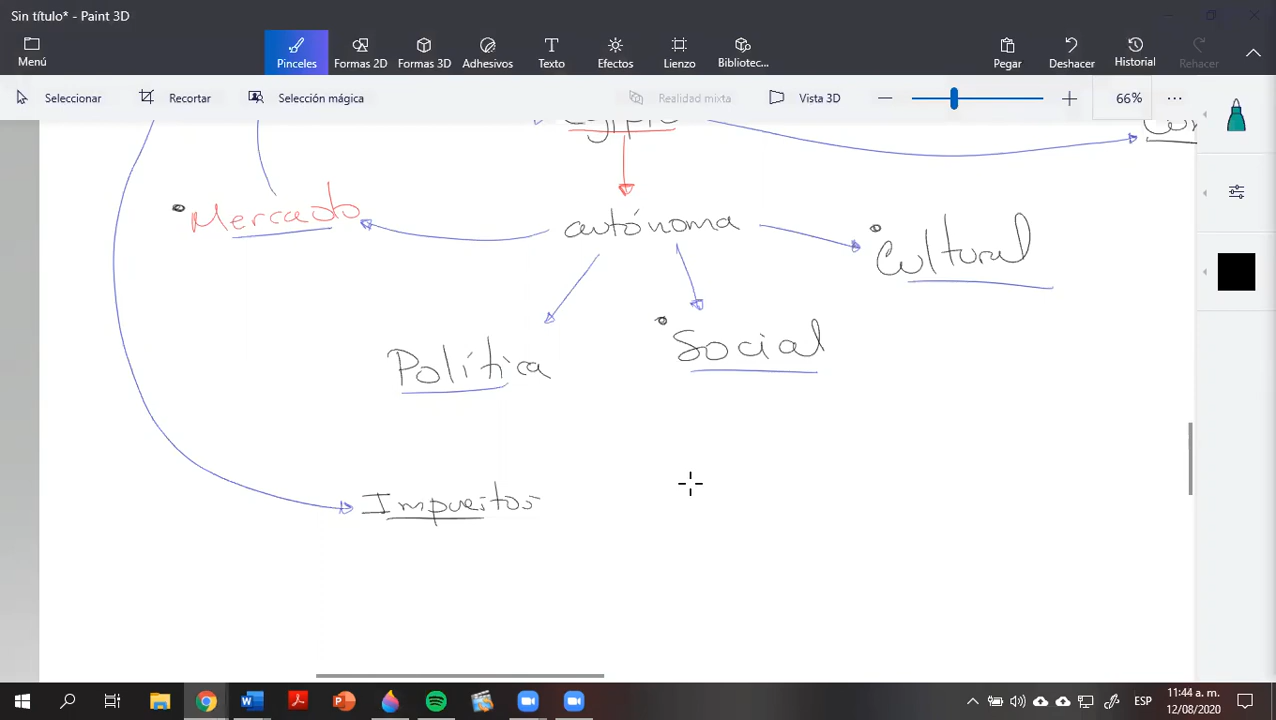 Sin título* - Paint 3D
Menú
Pinceles
Formas 2D
Formas 3D
Adhesivos
Texto
Efectos
Lienzo
Bibliotec...
Pegar
Deshacer
Historial
Rehacer
Seleccionar
Recortar
Selección mágica
Realidad mixta
Vista 3D
66%
Mercado
autónoma
Cultural
Política
Social
Impuestos
ESP
11:44 a. m.
12/08/2020